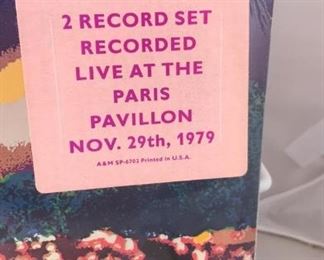 2 RECORD SET
RECORDED
LIVE AT THE
PARIS
PAVILLON
NOV. 29th, 1979
A&M SP-6702 Printed in U.S.A.